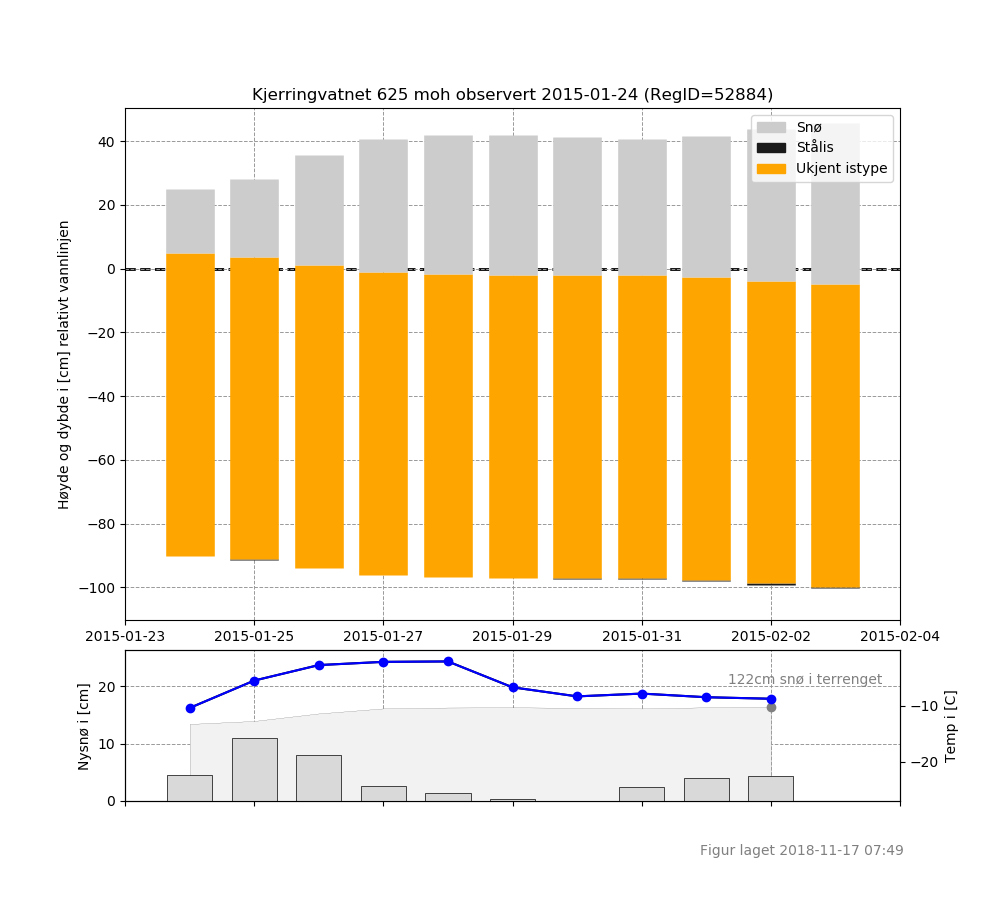 Kjerringvatnet 625 moh observert 2015-01-24 (RegID=52884)
Snø
Stålis
Ukjent istype
Høyde og dybde i [cm] relativt vannlinjen
40
20
0
−20
−40
−60
−80
−100
2015-01-23 2015-01-25 2015-01-27 2015-01-29 2015-01-31 2015-02-02 2015-02-04
122cm snø i terrenget
Nysnø i [cm]
20
10
0
Temp i [C]
−10
−20
Figur laget 2018-11-17 07:49